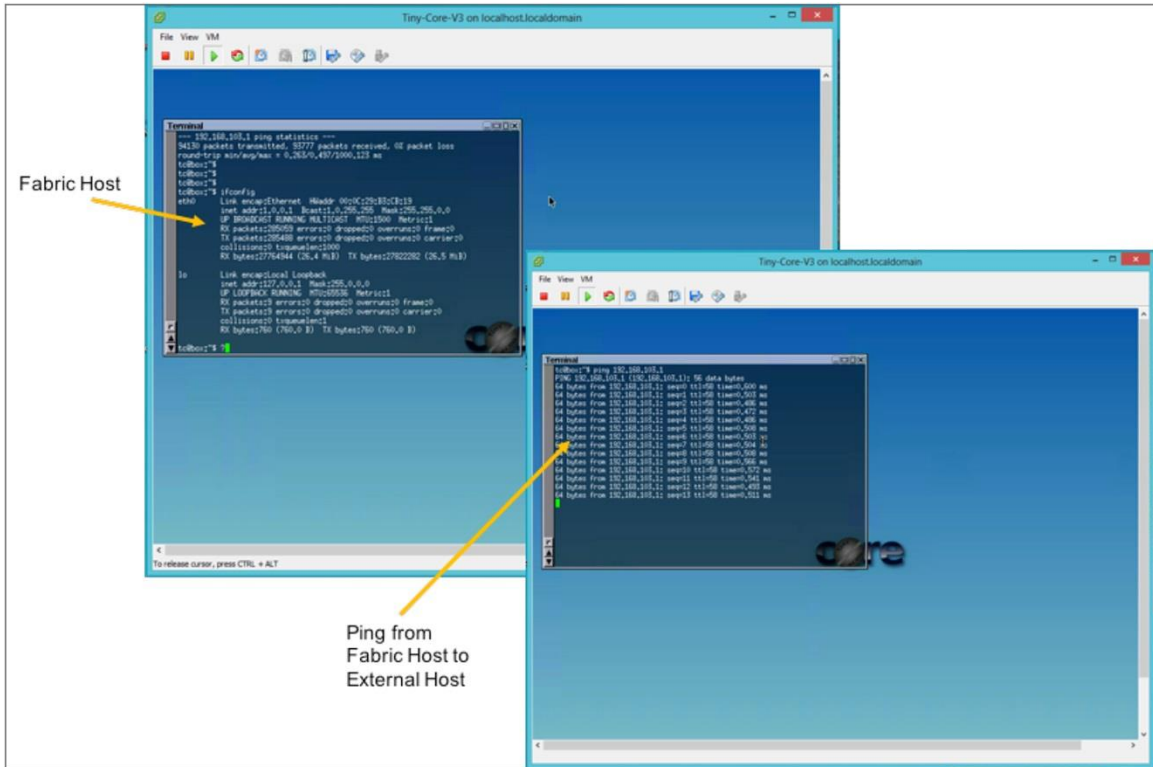 Tiny-Core-V3 on localhost.localdomain
File View VM
Terminal
--- 192.168.103.1 ping statistics ---
94130 packets transmitted, 93777 packets received, 0% packet loss
round-trip min/avg/max = 0.263/0.497/1000.123 ms
tc@box:~$
tc@box:~$
tc@box:~$
tc@box:~$ ifconfig
eth0 Link encap:Ethernet HWaddr 00:0C:29:B3:CB:19
inet addr:1.0.0.1 Bcast:1.0.255.255 Mask:255.255.0.0
UP BROADCAST RUNNING MULTICAST MTU:1500 Metric:1
RX packets:285059 errors:0 dropped:0 overruns:0 frame:0
TX packets:285488 errors:0 dropped:0 overruns:0 carrier:0
collisions:0 txqueuelen:1000
RX bytes:27764944 (26.4 MiB) TX bytes:27822282 (26.5 MiB)
lo Link encap:Local Loopback
inet addr:127.0.0.1 Mask:255.0.0.0
UP LOOPBACK RUNNING MTU:65536 Metric:1
RX packets:9 errors:0 dropped:0 overruns:0 frame:0
TX packets:9 errors:0 dropped:0 overruns:0 carrier:0
collisions:0 txqueuelen:1
RX bytes:760 (760.0 B) TX bytes:760 (760.0 B)
tc@box:~$ ?
To release cursor, press CTRL + ALT
Fabric Host
Tiny-Core-V3 on localhost.localdomain
File View VM
Terminal
tc@box:~$ ping 192.168.103.1
PING 192.168.103.1 (192.168.103.1): 56 data bytes
64 bytes from 192.168.103.1: seq=0 ttl=58 time=0.600 ms
64 bytes from 192.168.103.1: seq=1 ttl=58 time=0.503 ms
64 bytes from 192.168.103.1: seq=2 ttl=58 time=0.486 ms
64 bytes from 192.168.103.1: seq=3 ttl=58 time=0.472 ms
64 bytes from 192.168.103.1: seq=4 ttl=58 time=0.486 ms
64 bytes from 192.168.103.1: seq=5 ttl=58 time=0.508 ms
64 bytes from 192.168.103.1: seq=6 ttl=58 time=0.503 ms
64 bytes from 192.168.103.1: seq=7 ttl=58 time=0.504 ms
64 bytes from 192.168.103.1: seq=8 ttl=58 time=0.508 ms
64 bytes from 192.168.103.1: seq=9 ttl=58 time=0.566 ms
64 bytes from 192.168.103.1: seq=10 ttl=58 time=0.572 ms
64 bytes from 192.168.103.1: seq=11 ttl=58 time=0.541 ms
64 bytes from 192.168.103.1: seq=12 ttl=58 time=0.493 ms
64 bytes from 192.168.103.1: seq=13 ttl=58 time=0.511 ms
core
Ping from
Fabric Host to
External Host